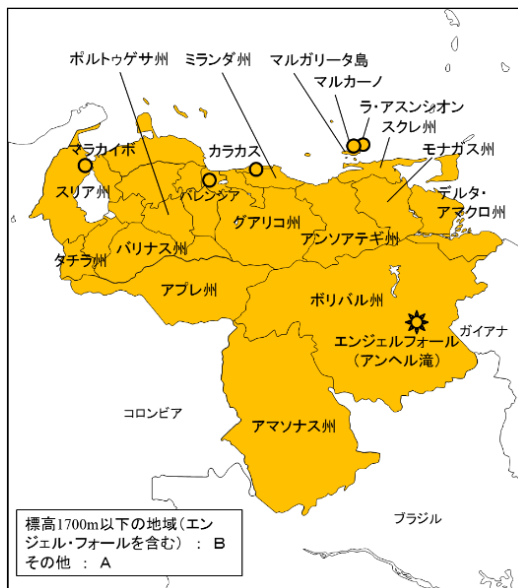 ポルトゥゲサ州
ミランダ州
マルガリータ島
マルカーノ
ラ・アスンシオン
スクレ州
モナガス州
マラカイボ
カラカス
バレンシア
スリア州
デルタ・
アマクロ州
グアリコ州
アンソアテギ州
タチラ州
バリナス州
アプレ州
ボリバル州
エンジェルフォール
(アンヘル滝)
ガイアナ
コロンビア
アマソナス州
ブラジル
標高1700m以下の地域(エン
ジェル・フォールを含む) : B
その他 : A